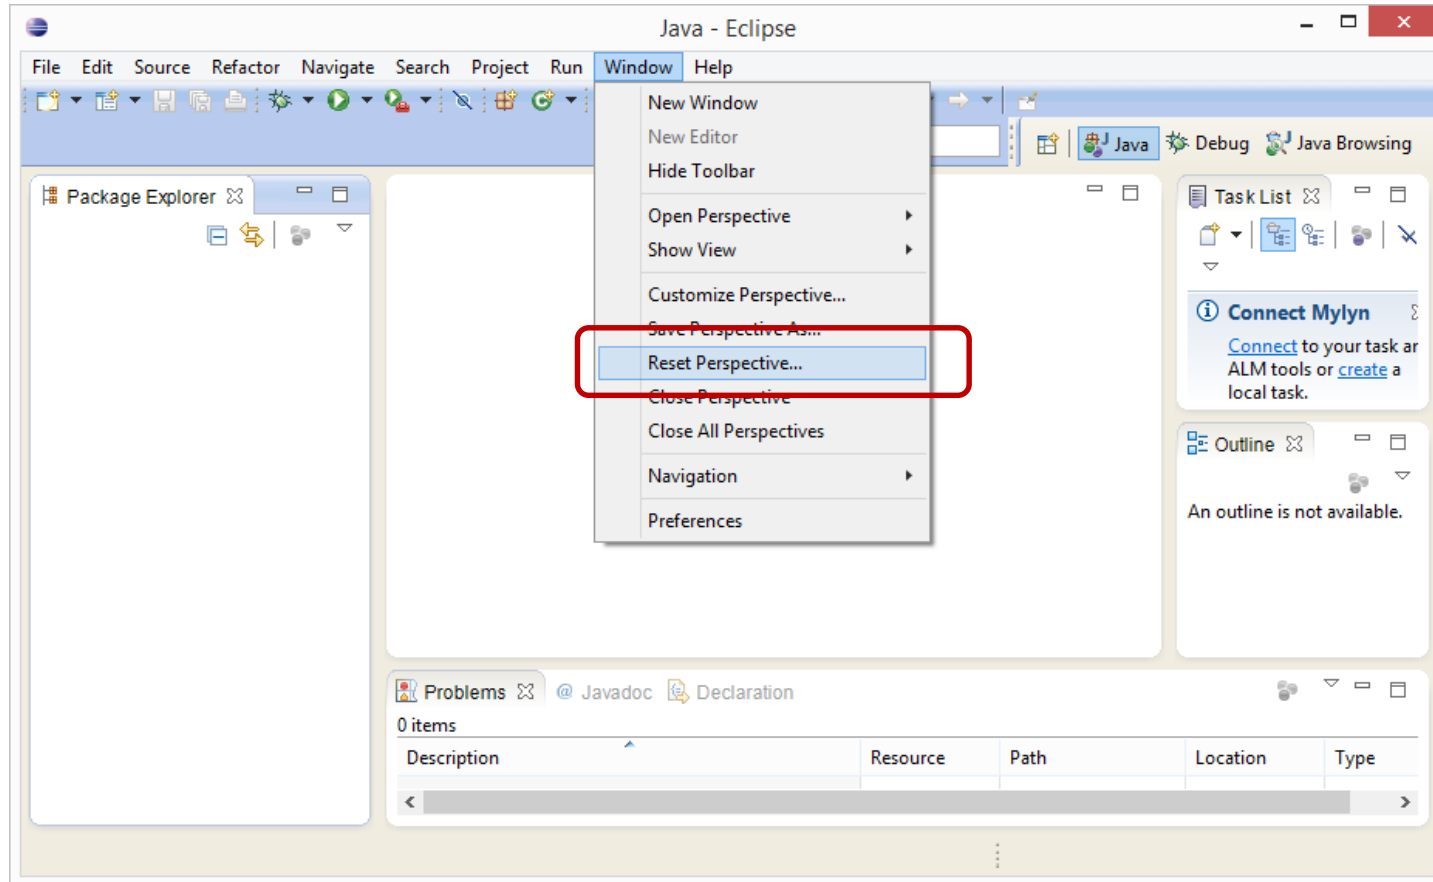 Java - Eclipse
File Edit Source Refactor Navigate Search Project Run Window Help
New Window
New Editor
Hide Toolbar
Open Perspective
Show View
Customize Perspective...
Save Perspective As...
Reset Perspective...
Close Perspective
Close All Perspectives
Navigation
Preferences
Java Debug Java Browsing
Package Explorer
Task List
Connect Mylyn
Connect to your task ar
ALM tools or create a
local task.
Outline
An outline is not available.
Problems @ Javadoc Declaration
0 items
Description Resource Path Location Type